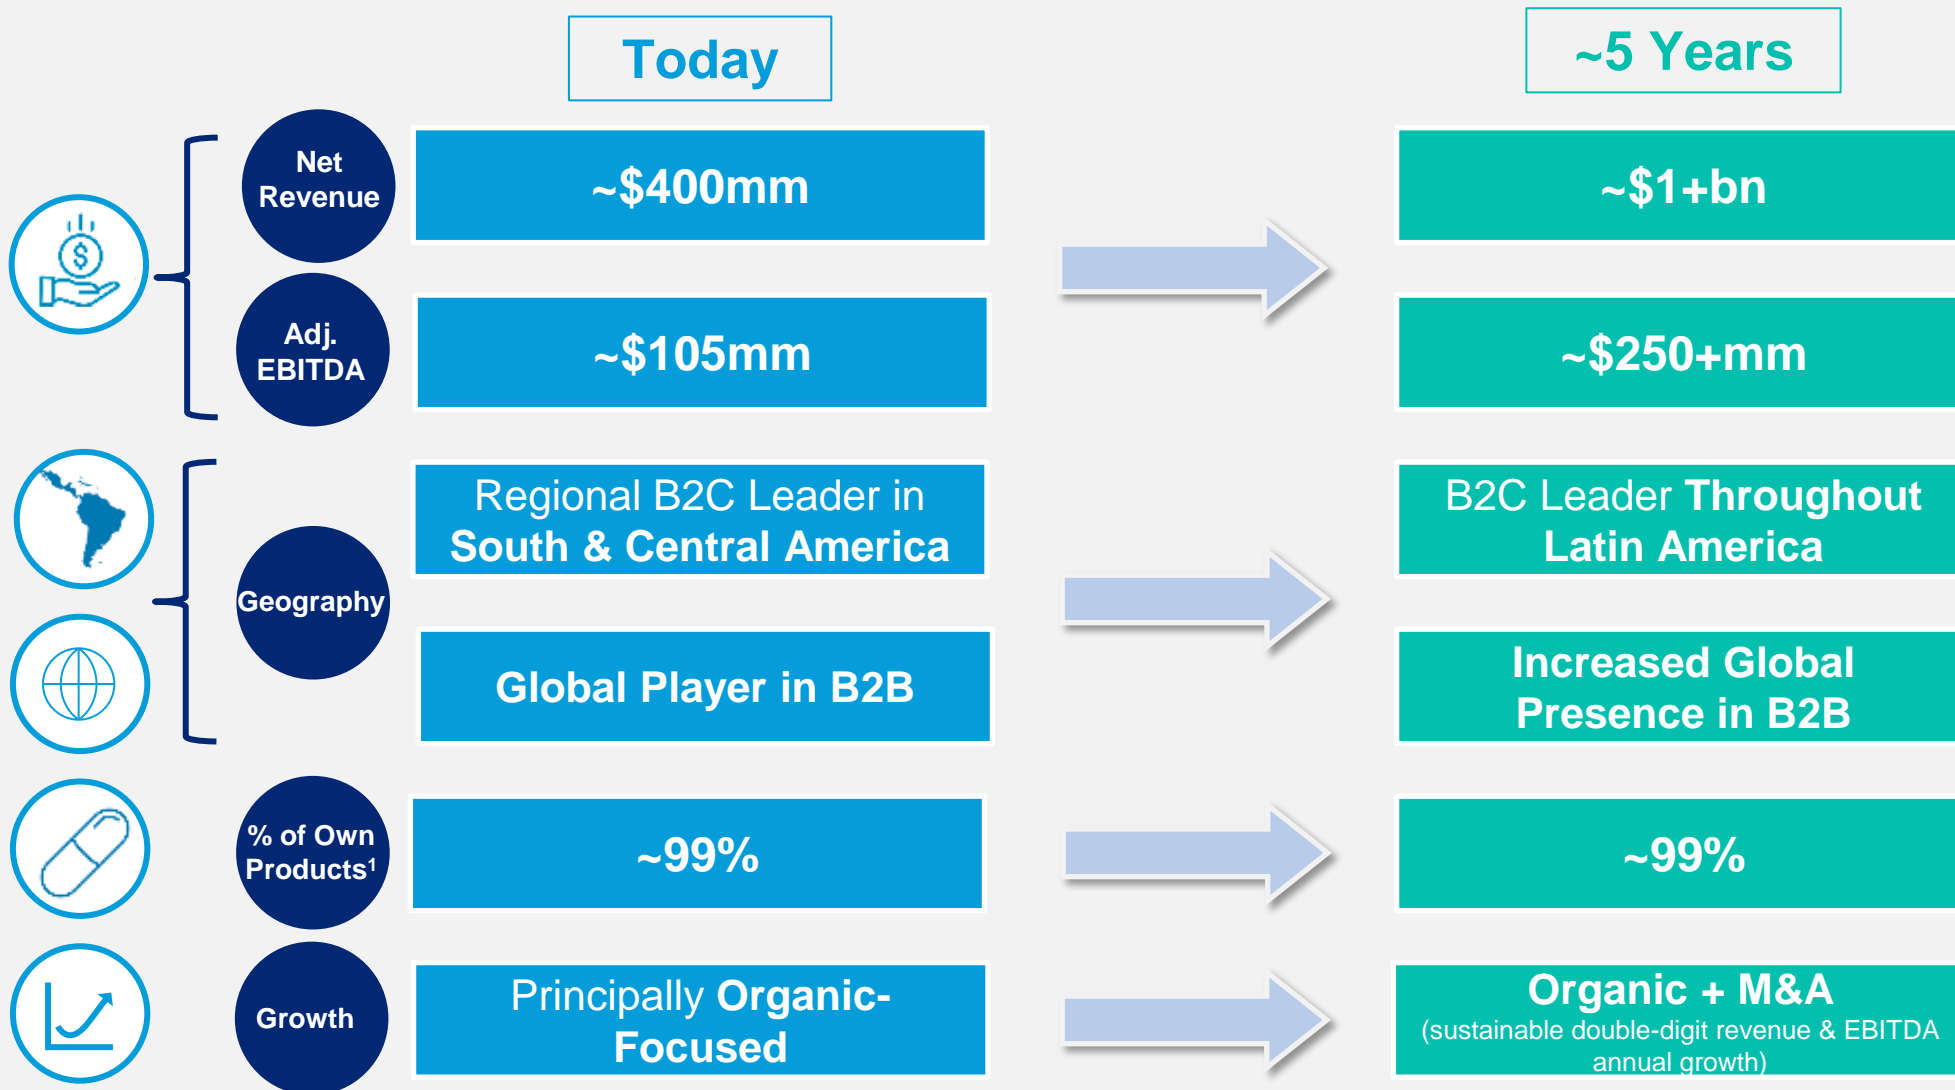 Today
~5 Years
Net
Revenue
~$400mm
~$1+bn
$
Adj.
EBITDA
~$105mm
~$250+mm
Geography
Regional B2C Leader in
South & Central America
B2C Leader Throughout
Latin America
Global Player in B2B
Increased Global
Presence in B2B
% of Own
Products¹
~99%
~99%
Growth
Principally Organic-
Focused
Organic + M&A
(sustainable double-digit revenue & EBITDA
annual growth)